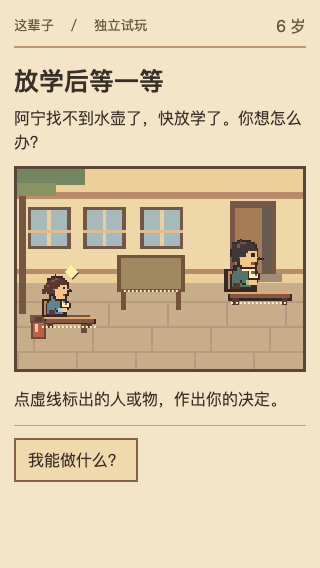 这辈子 / 独立试玩 6 岁
放学后等一等
阿宁找不到水壶了，快放学了。你想怎么
办？
点虚线标出的人或物，作出你的决定。
我能做什么？